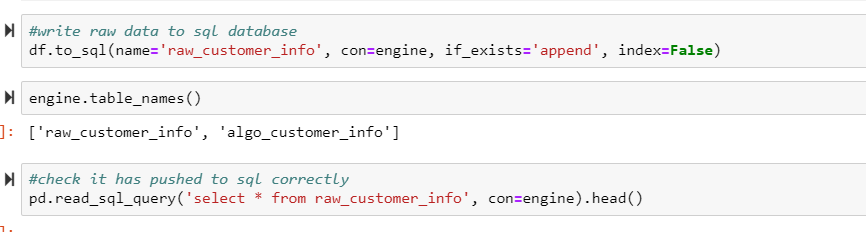 #write raw data to sql database
df.to_sql(name='raw_customer_info', con=engine, if_exists='append', index=False)
engine.table_names()
]: ['raw_customer_info', 'algo_customer_info']
#check it has pushed to sql correctly
pd.read_sql_query('select * from raw_customer_info', con=engine).head()